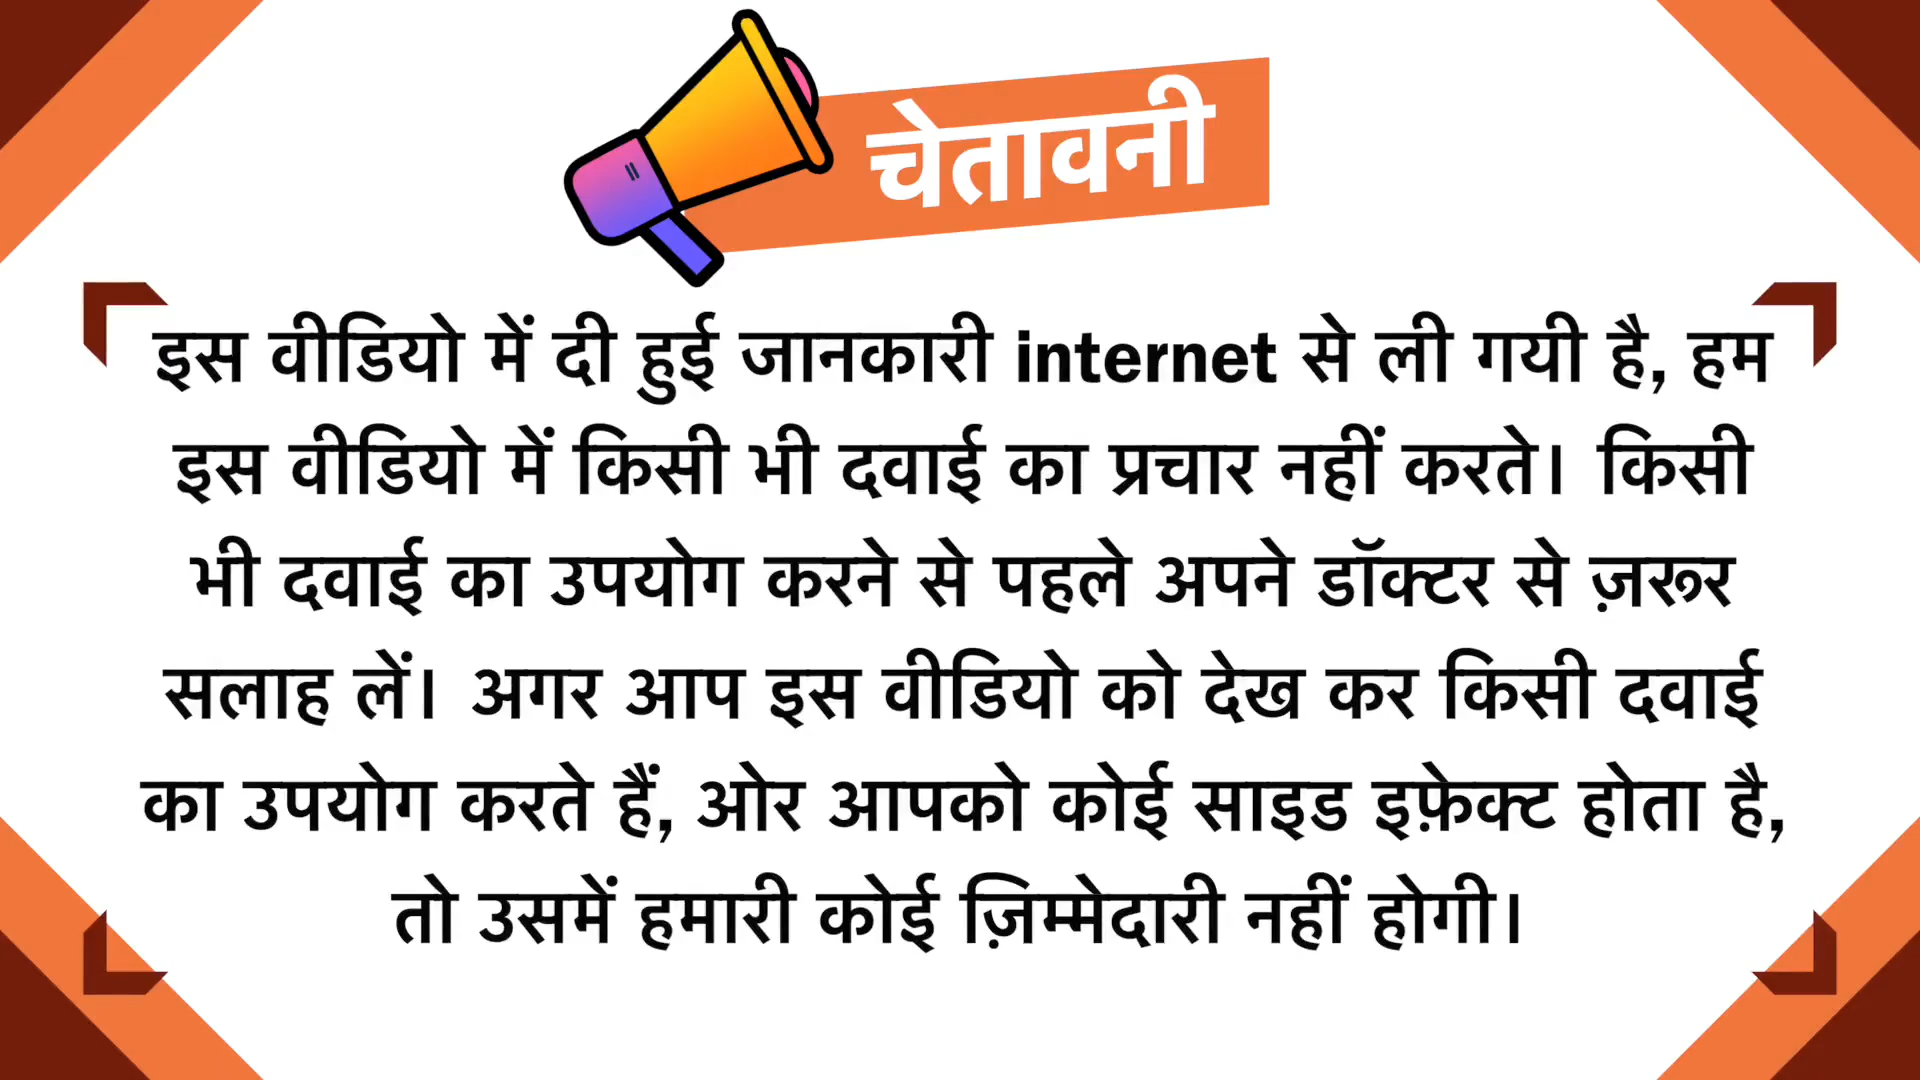 चेतावनी
इस वीडियो में दी हुई जानकारी internet से ली गयी है, हम
इस वीडियो में किसी भी दवाई का प्रचार नहीं करते। किसी
भी दवाई का उपयोग करने से पहले अपने डॉक्टर से ज़रूर
सलाह लें। अगर आप इस वीडियो को देख कर किसी दवाई
का उपयोग करते हैं, ओर आपको कोई साइड इफ़ेक्ट होता है,
तो उसमें हमारी कोई ज़िम्मेदारी नहीं होगी।